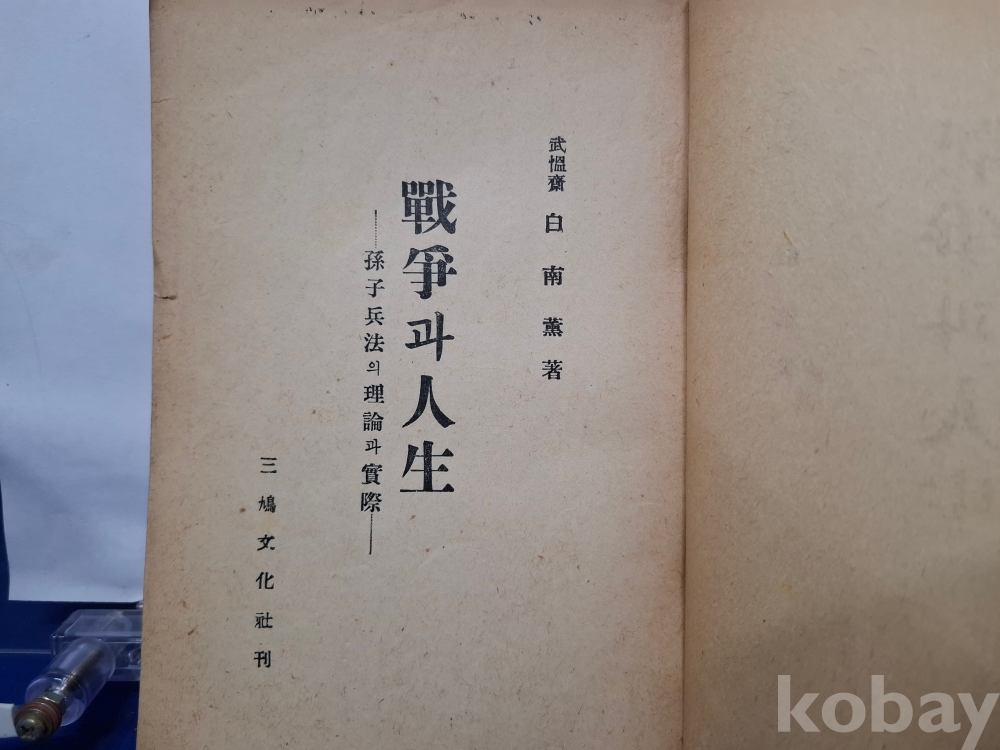 武慍齋 白南薰 著
戰爭과人生
孫子兵法의理論과實際
三鳩文化社刊
kobay